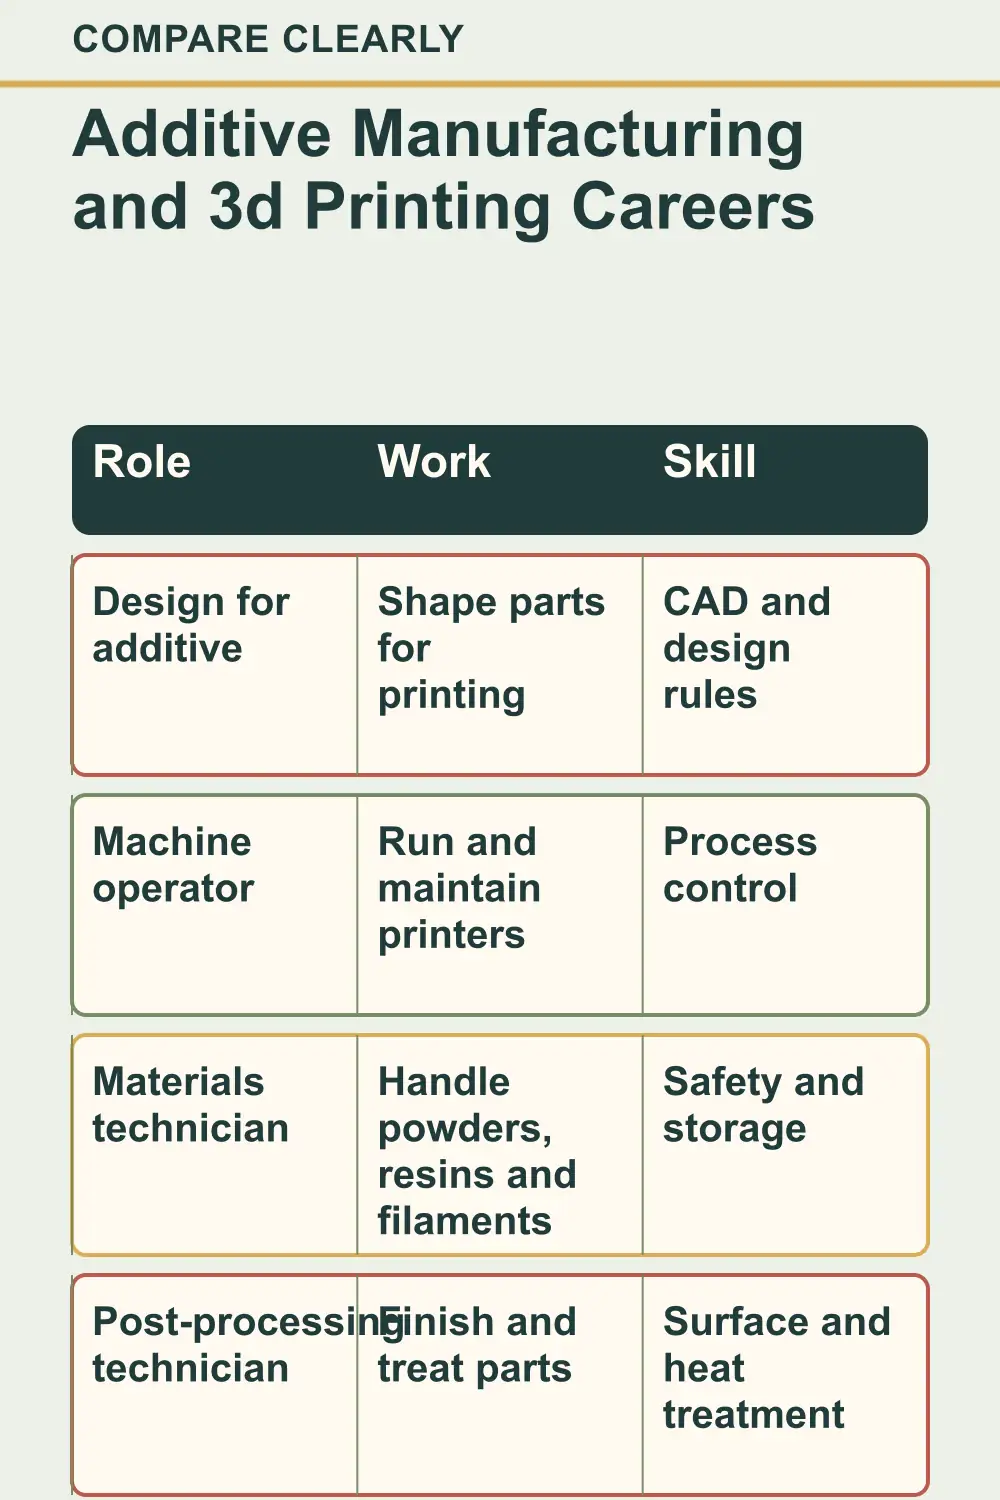 COMPARE CLEARLY
Additive Manufacturing
and 3d Printing Careers
Role
Work
Skill
Design for
additive
Shape parts
for
printing
CAD and
design
rules
Machine
operator
Run and
maintain
printers
Process
control
Materials
technician
Handle
powders,
resins and
filaments
Safety and
storage
Post-processing
technician
Finish and
treat parts
Surface and
heat
treatment